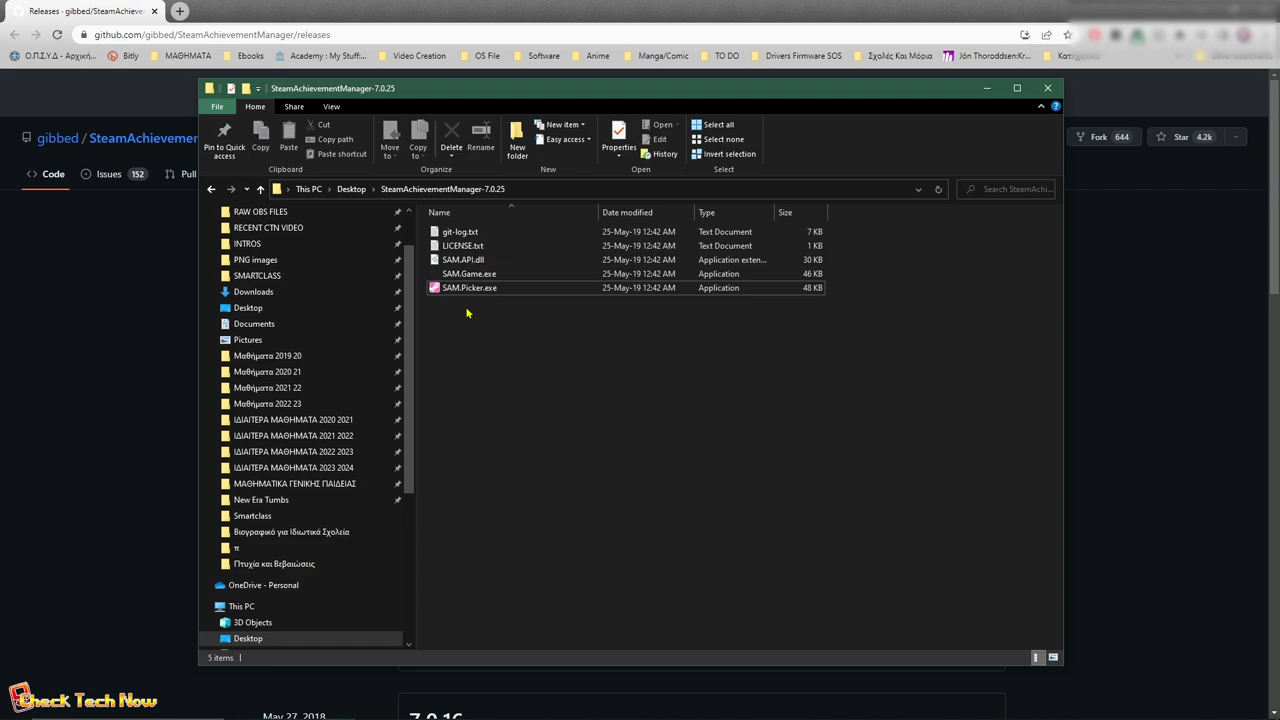 Releases · gibbed/SteamAchievem
github.com/gibbed/SteamAchievementManager/releases
Ο.Π.ΣΥ.Δ - Αρχική...
Bitly
ΜΑΘΗΜΑΤΑ
Ebooks
Academy : My Stuff:...
Video Creation
OS File
Software
Anime
Manga/Comic
TO DO
Drivers Firmware SOS
Σχολές Και Μόρια
Jón Thoroddsen:Kr...
SteamAchievementManager-7.0.25
File
Home
Share
View
Pin to Quick access
Copy
Paste
Cut
Copy path
Paste shortcut
Clipboard
Move to
Copy to
Delete
Rename
Organize
New folder
New item
Easy access
New
Properties
Open
Edit
History
Open
Select all
Select none
Invert selection
Select
gibbed / SteamAchievemen
Fork 644
Star 4.2k
Code
Issues 152
Pull
This PC
Desktop
SteamAchievementManager-7.0.25
Search SteamAchi...
Name
Date modified
Type
Size
git-log.txt 25-May-19 12:42 AM Text Document 7 KB
LICENSE.txt 25-May-19 12:42 AM Text Document 1 KB
SAM.API.dll 25-May-19 12:42 AM Application exten... 30 KB
SAM.Game.exe 25-May-19 12:42 AM Application 46 KB
SAM.Picker.exe 25-May-19 12:42 AM Application 48 KB
RAW OBS FILES
RECENT CTN VIDEO
INTROS
PNG images
SMARTCLASS
Downloads
Desktop
Documents
Pictures
Μαθήματα 2019 20
Μαθήματα 2020 21
Μαθήματα 2021 22
Μαθήματα 2022 23
ΙΔΙΑΙΤΕΡΑ ΜΑΘΗΜΑΤΑ 2020 2021
ΙΔΙΑΙΤΕΡΑ ΜΑΘΗΜΑΤΑ 2021 2022
ΙΔΙΑΙΤΕΡΑ ΜΑΘΗΜΑΤΑ 2022 2023
ΙΔΙΑΙΤΕΡΑ ΜΑΘΗΜΑΤΑ 2023 2024
ΜΑΘΗΜΑΤΙΚΑ ΓΕΝΙΚΗΣ ΠΑΙΔΕΙΑΣ
New Era Tumbs
Smartclass
Βιογραφικό για Ιδιωτικά Σχολεία
π
Πτυχία και Βεβαιώσεις
OneDrive - Personal
This PC
3D Objects
Desktop
5 items
Check Tech Now
May 27, 2018
7.0.16